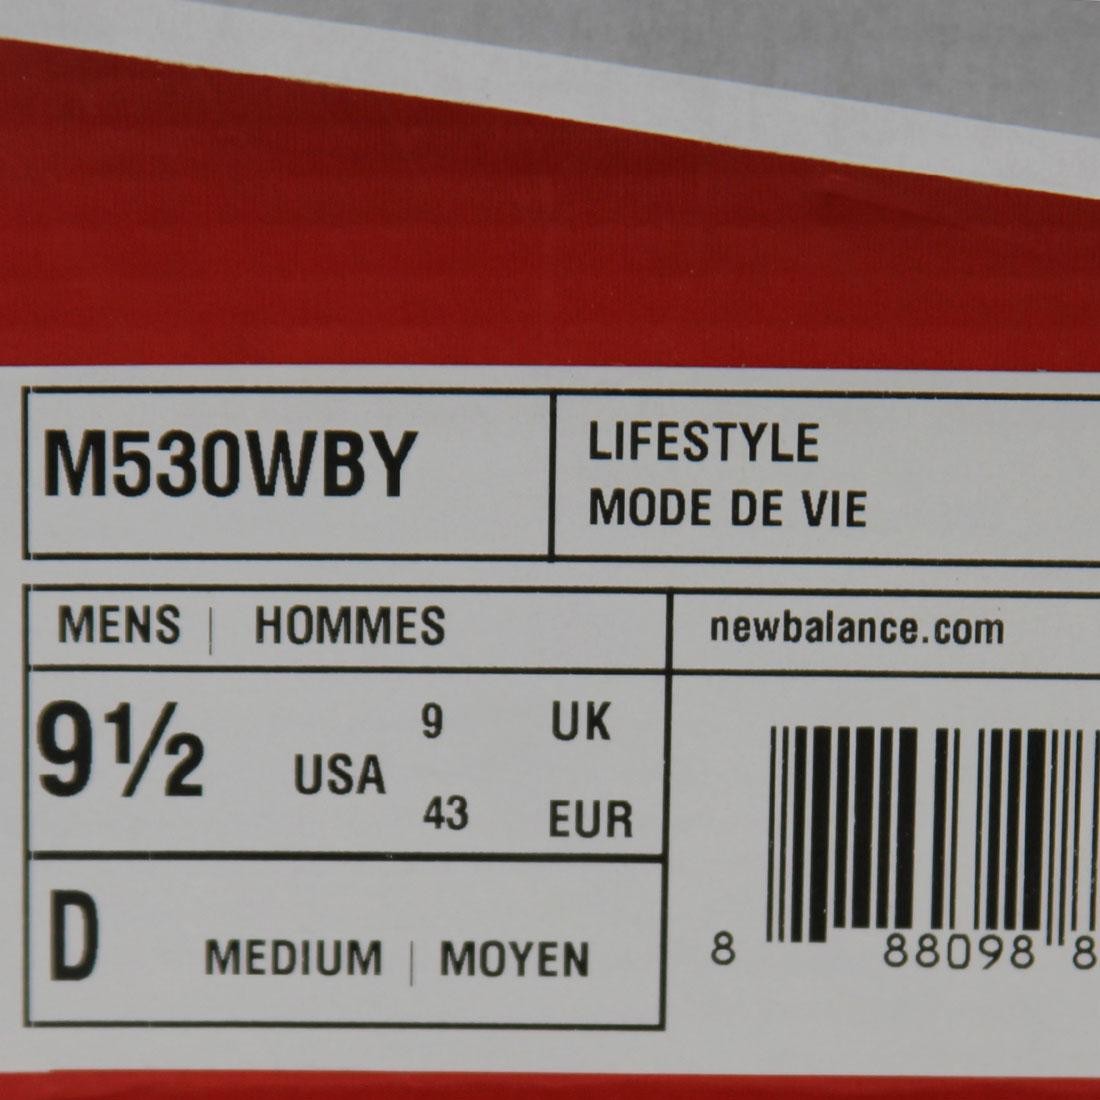 M530WBY
LIFESTYLE
MODE DE VIE
MENS | HOMMES
newbalance.com
9½ USA
9 UK
43 EUR
D MEDIUM | MOYEN
8 88098 8